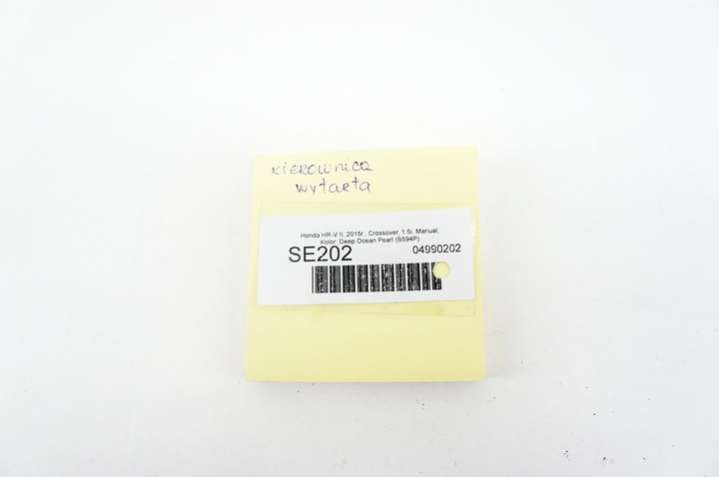 KIEROWNICA
wytarta
Honda HR-V II, 2015r., Crossover, 1.5i, Manual,
Kolor: Deep Ocean Pearl (B594P)
SE202 04990202